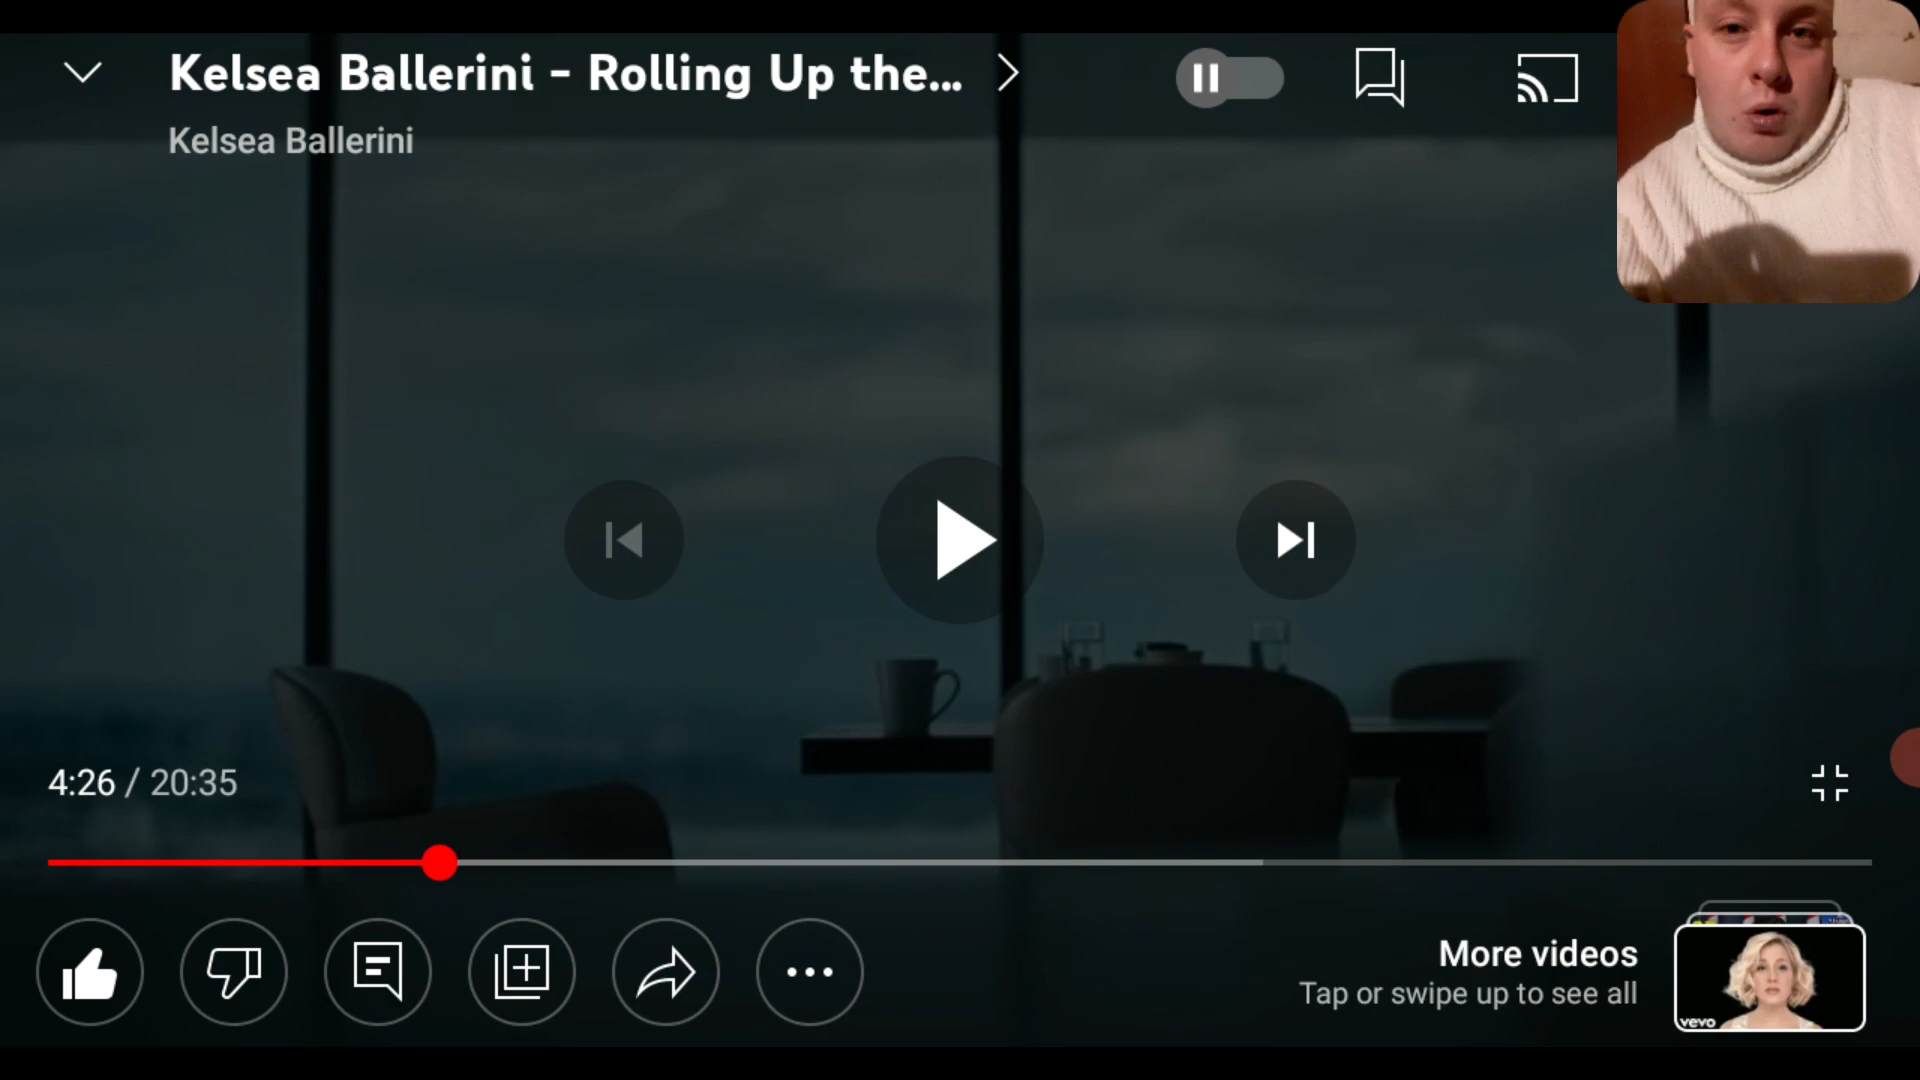 Kelsea Ballerini - Rolling Up the...
Kelsea Ballerini
4:26 / 20:35
More videos
Tap or swipe up to see all
vevo